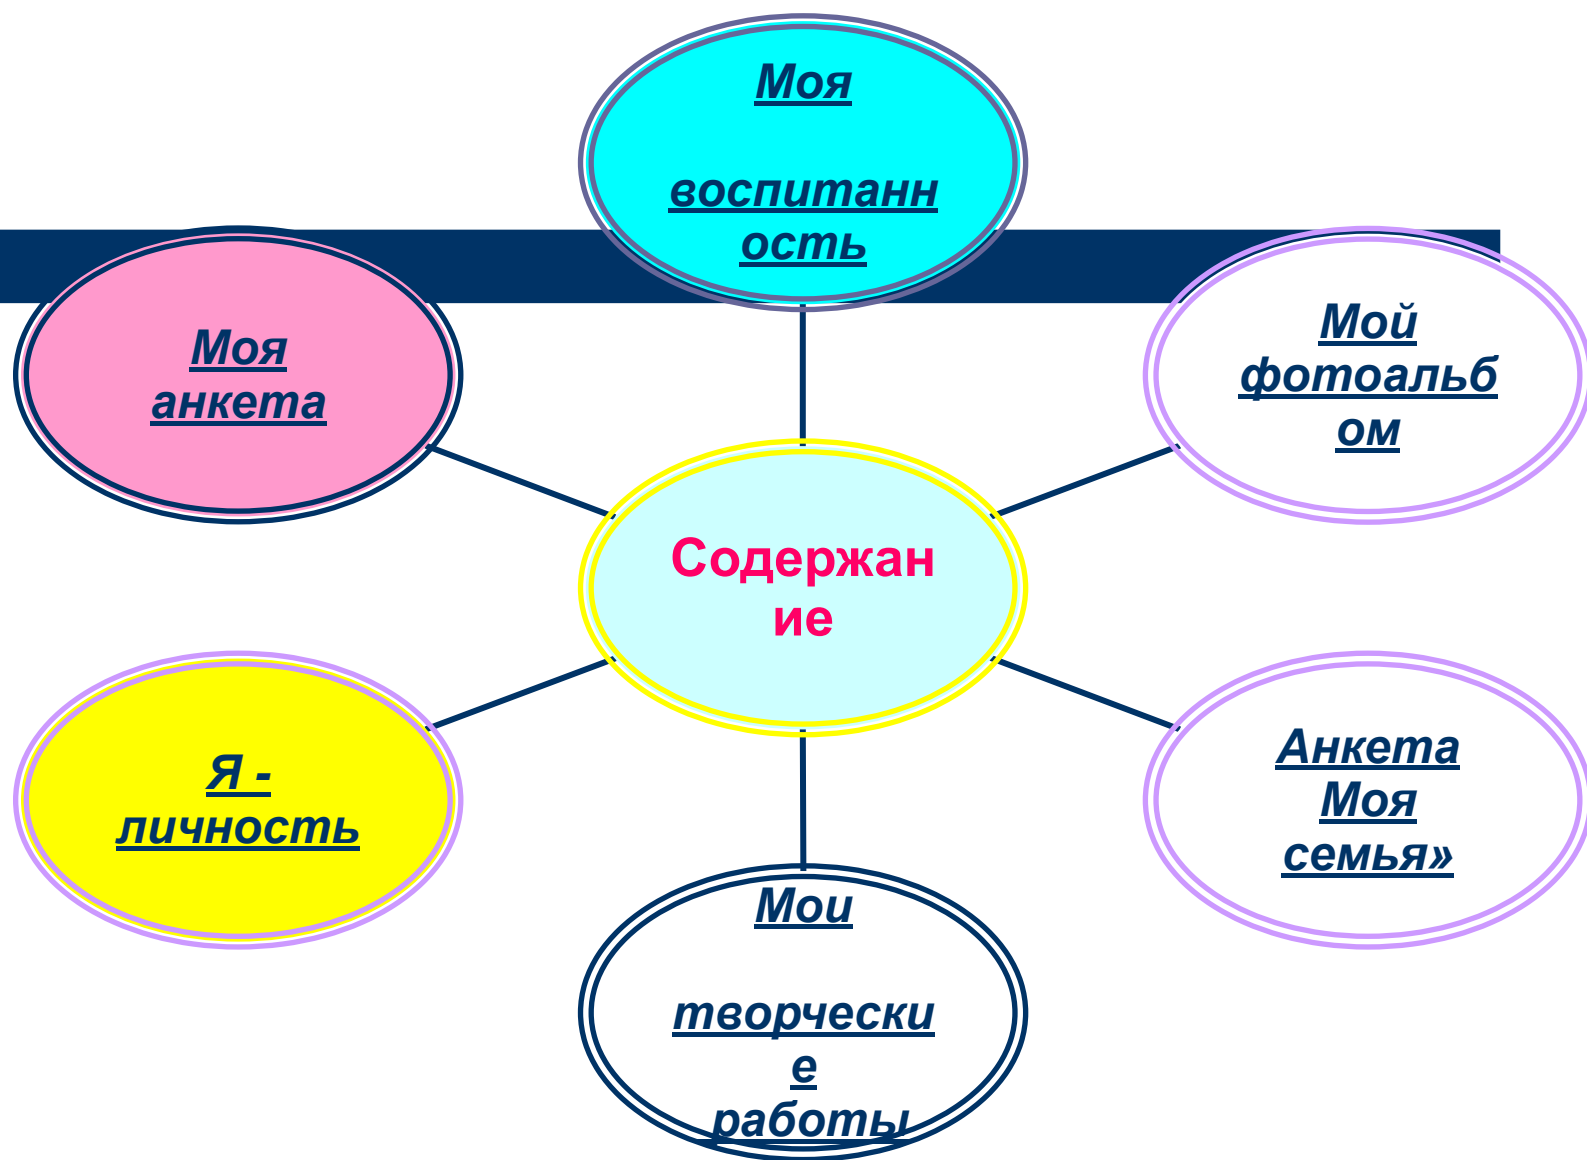 Моя
воспитанн
ость
Моя
анкета
Мой
фотоальб
ом
Содержан
ие
Я -
личность
Анкета
Моя
семья»
Мои
творчески
е
работы